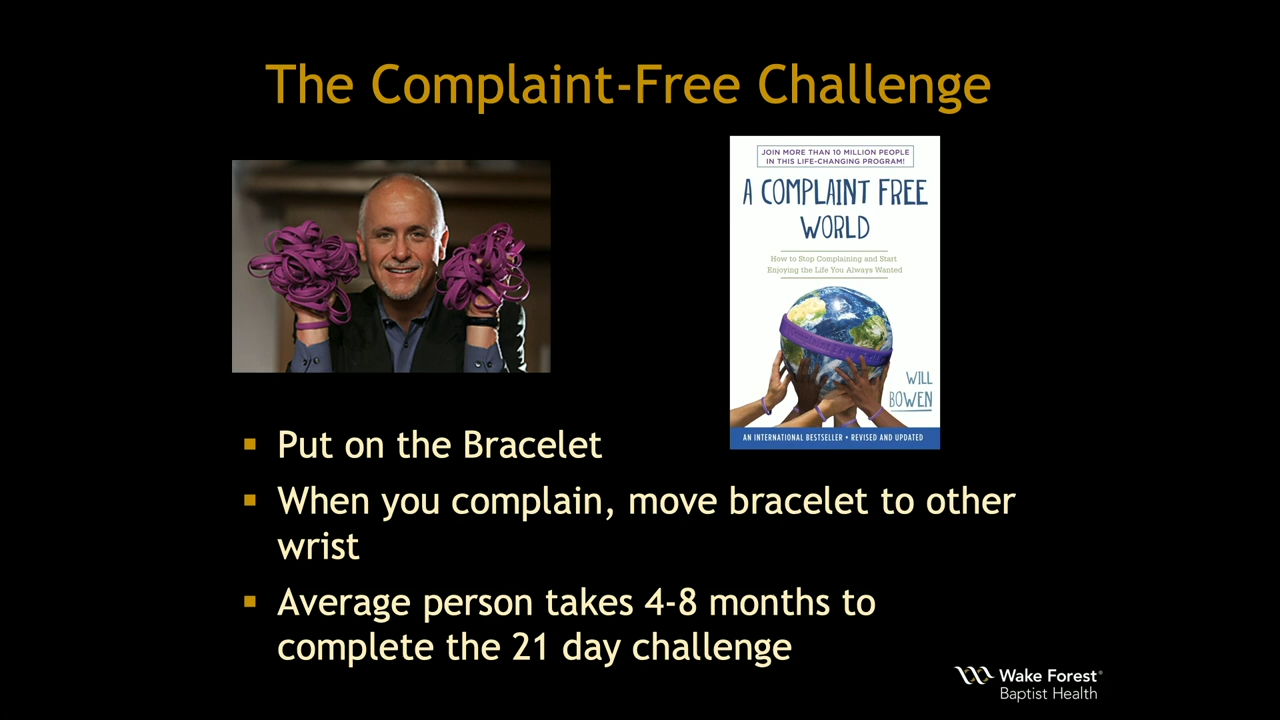 The Complaint-Free Challenge
JOIN MORE THAN 10 MILLION PEOPLE
IN THIS LIFE-CHANGING PROGRAM!
A COMPLAINT FREE
WORLD
How to Stop Complaining and Start
Enjoying the Life You Always Wanted
WILL
BOWEN
AN INTERNATIONAL BESTSELLER • REVISED AND UPDATED
▪ Put on the Bracelet
▪ When you complain, move bracelet to other
wrist
▪ Average person takes 4-8 months to
complete the 21 day challenge
Wake Forest®
Baptist Health